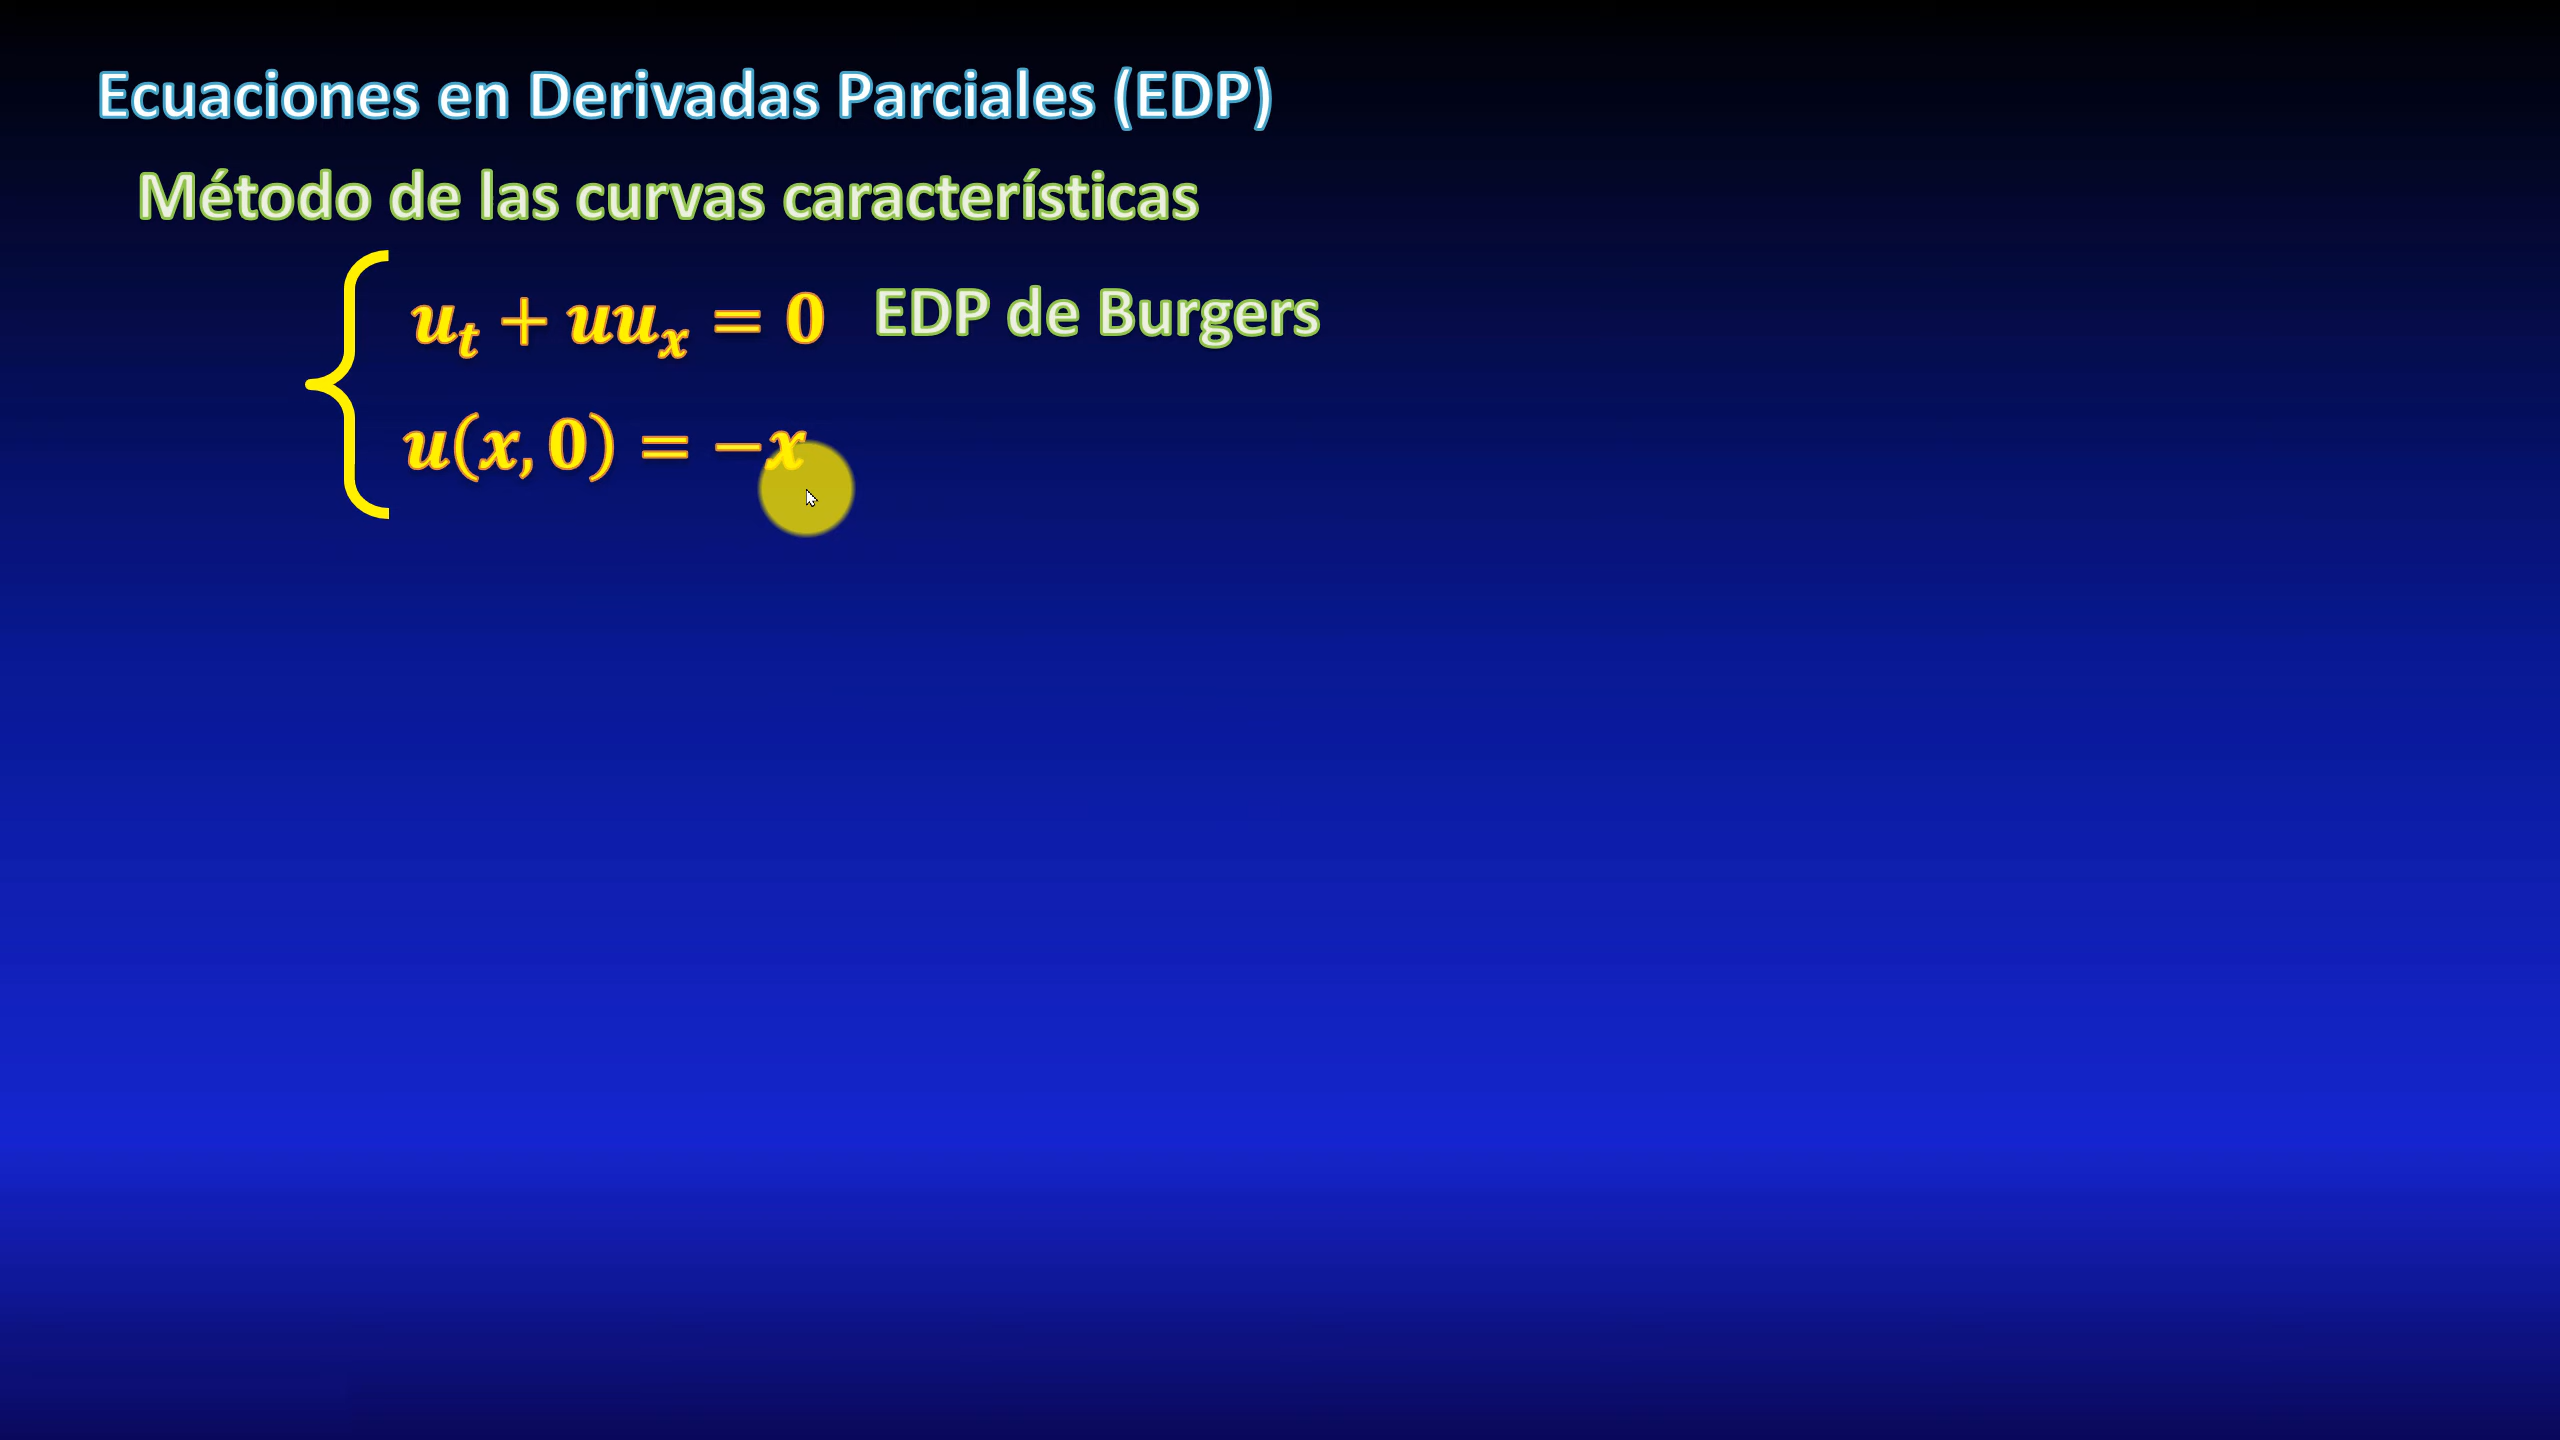 Ecuaciones en Derivadas Parciales (EDP)
Método de las curvas características
u_t + uu_x = 0 EDP de Burgers
u(x, 0) = −x